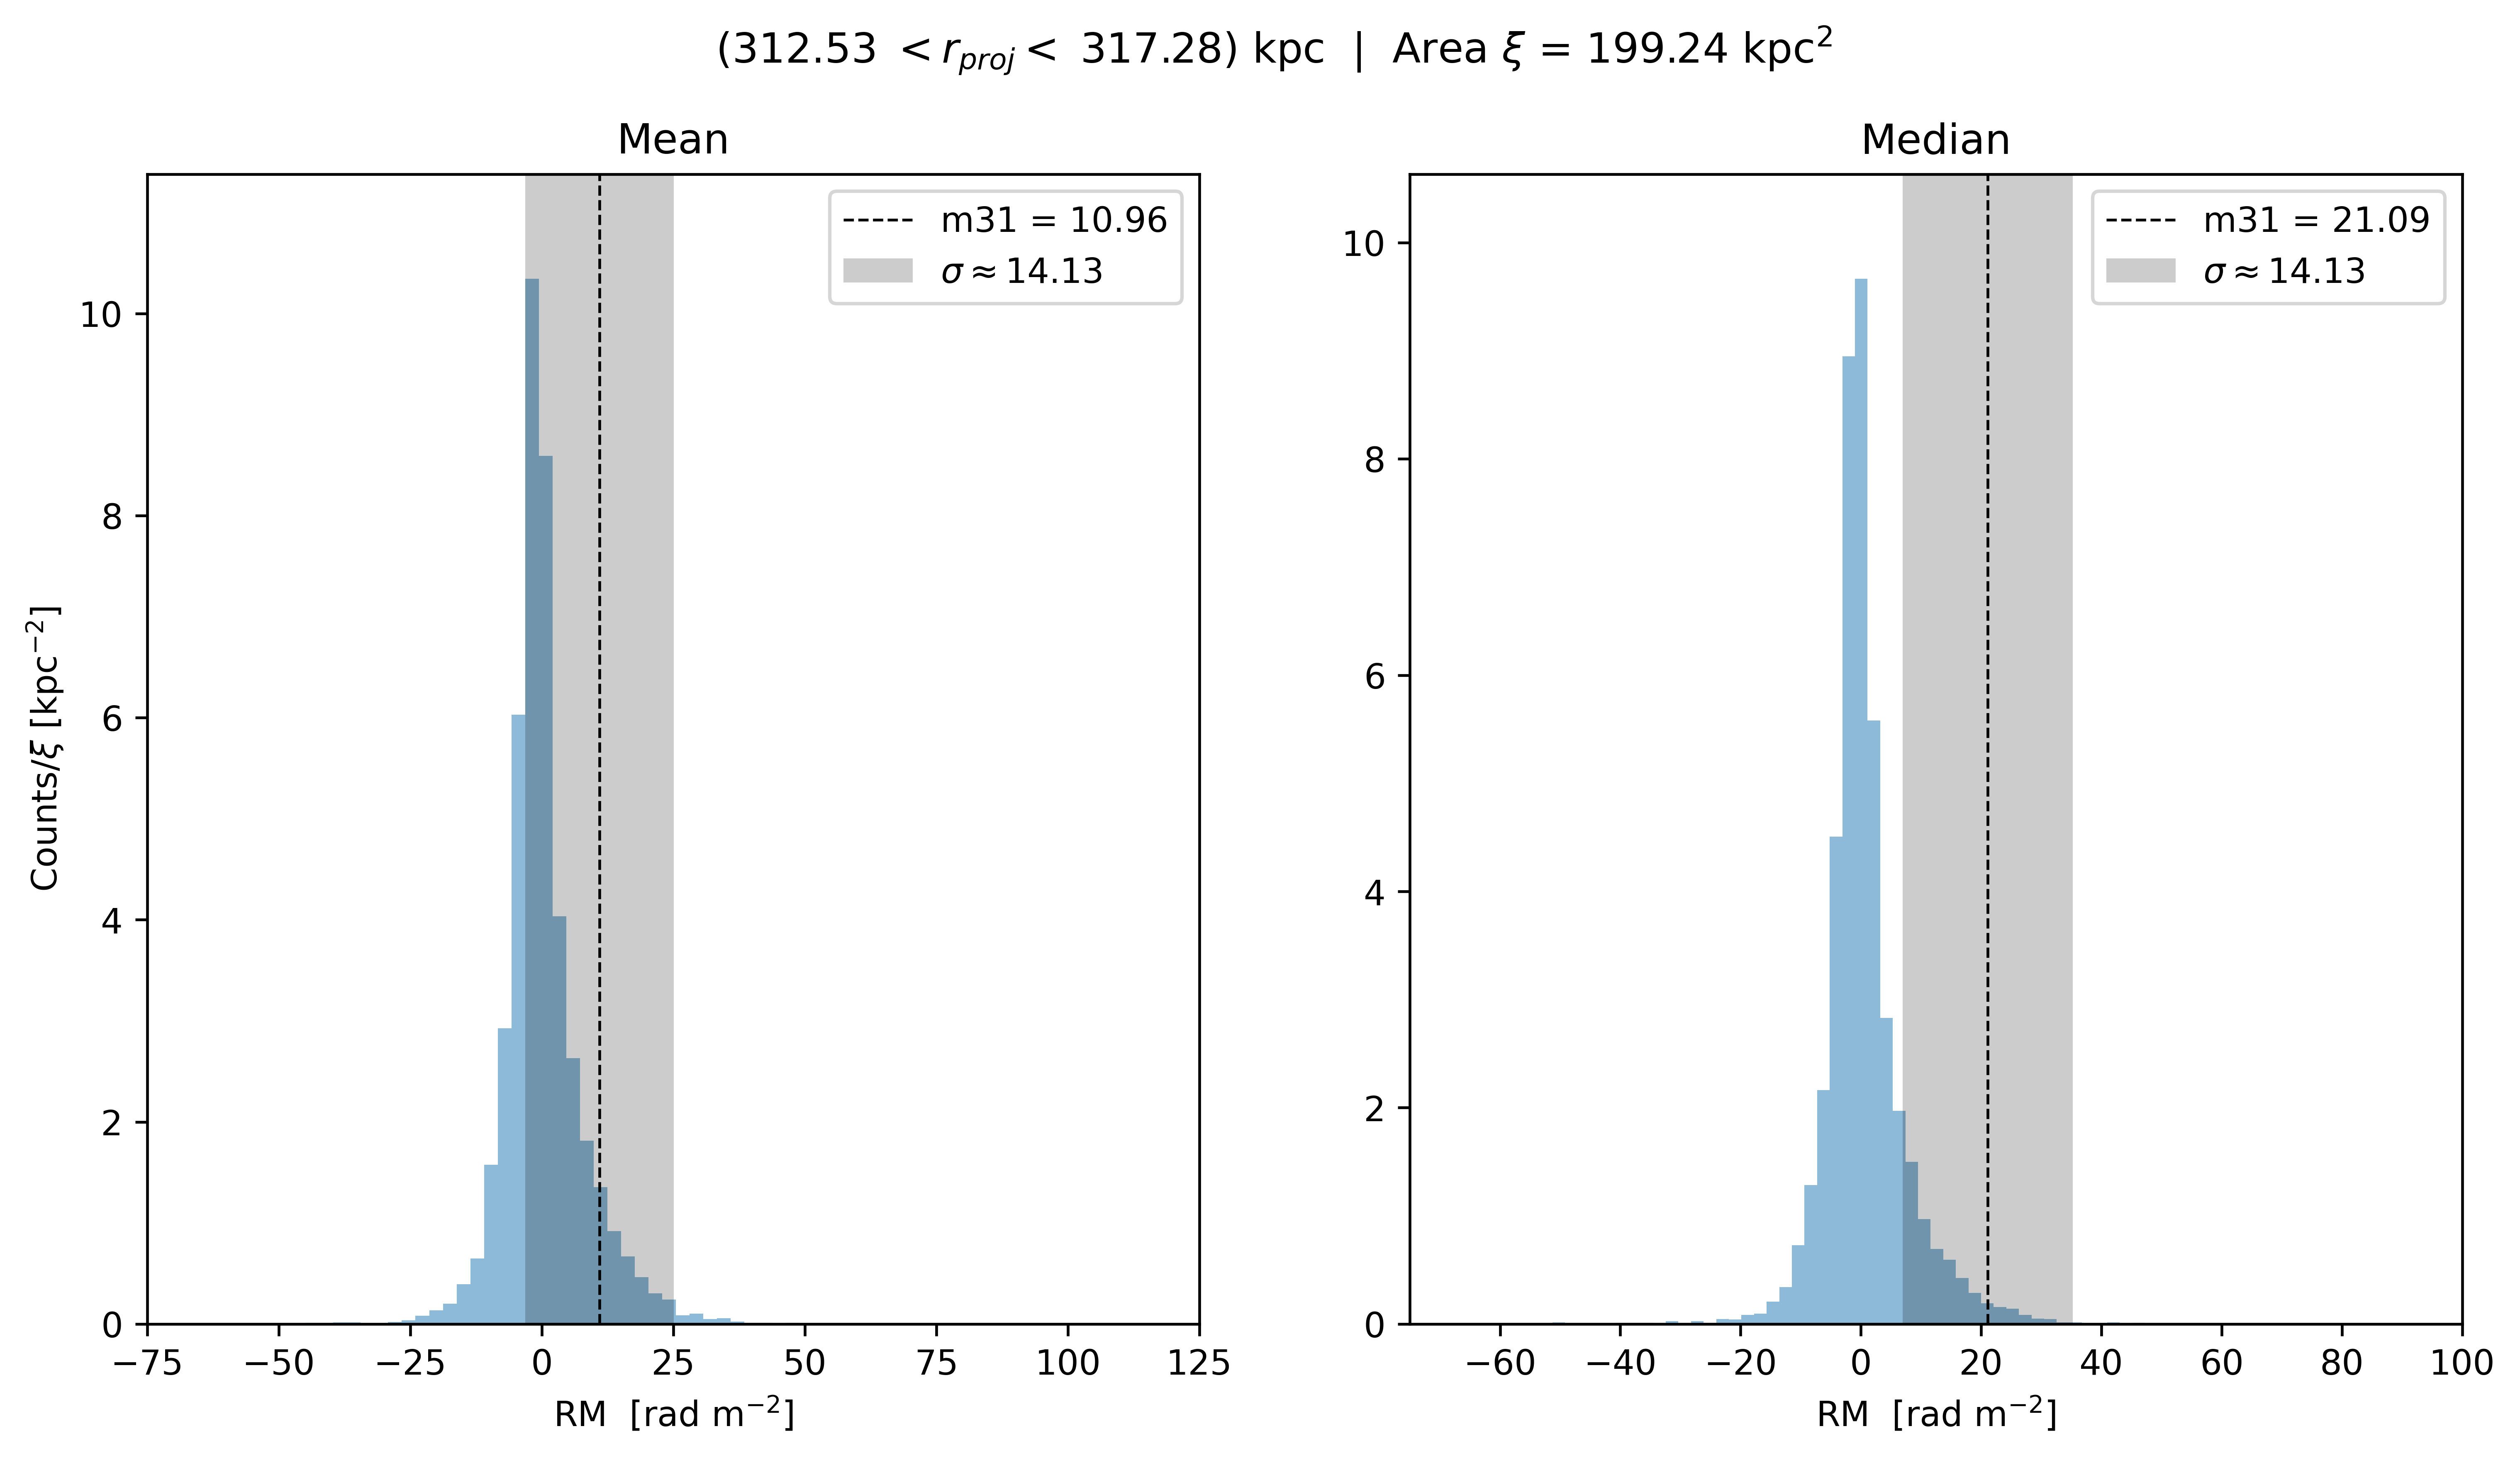 (312.53 < r_proj < 317.28) kpc | Area ξ = 199.24 kpc²
Mean
m31 = 10.96
σ ≈ 14.13
10
8
6
4
2
0
Counts/ξ [kpc⁻²]
−75 −50 −25 0 25 50 75 100 125
RM [rad m⁻²]
Median
m31 = 21.09
σ ≈ 14.13
10
8
6
4
2
0
−60 −40 −20 0 20 40 60 80 100
RM [rad m⁻²]